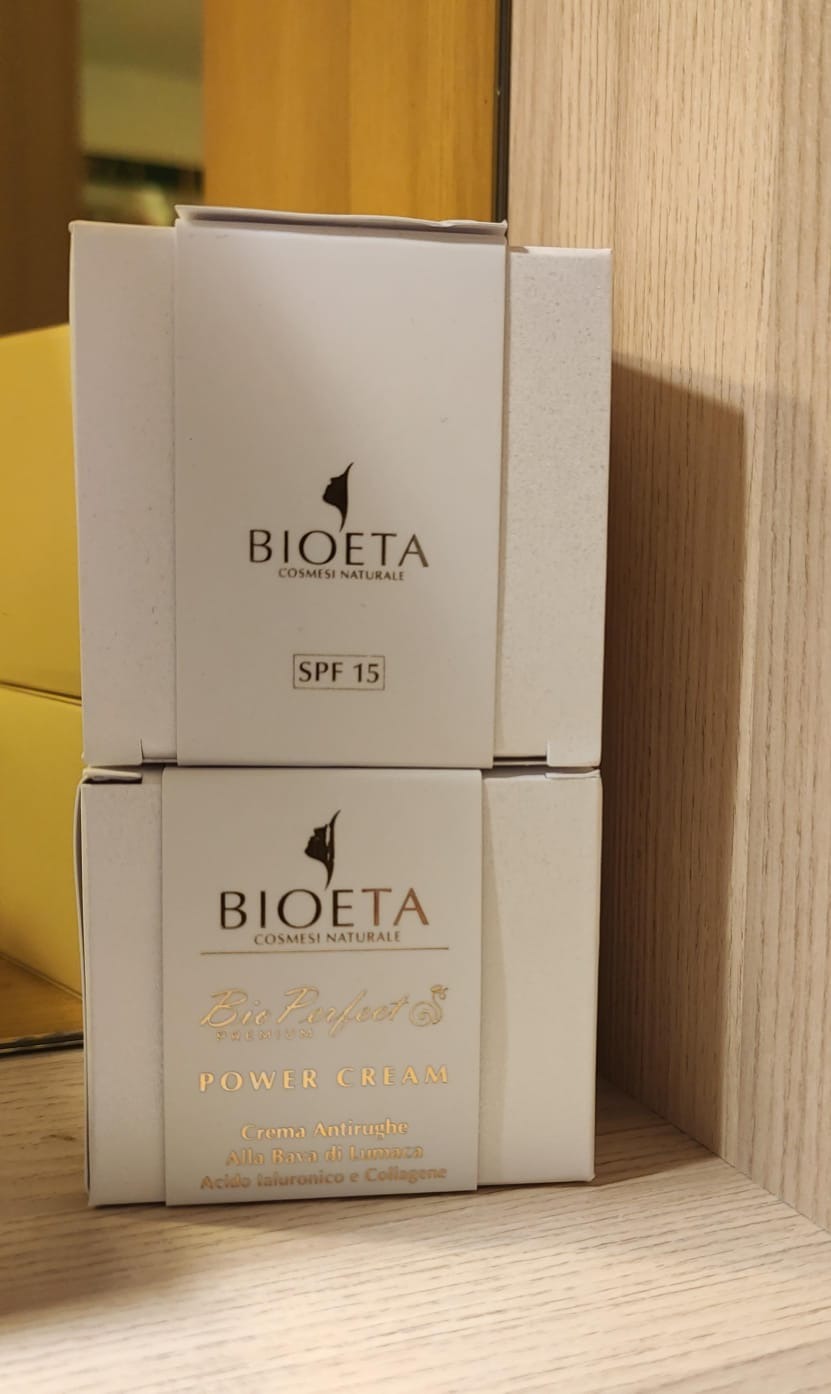 BIOETA
COSMESI NATURALE
SPF 15
BIOETA
COSMESI NATURALE
Bio Perfect
PREMIUM
POWER CREAM
Crema Antirughe
Alla Bava di Lumaca
Acido Ialuronico e Collagene